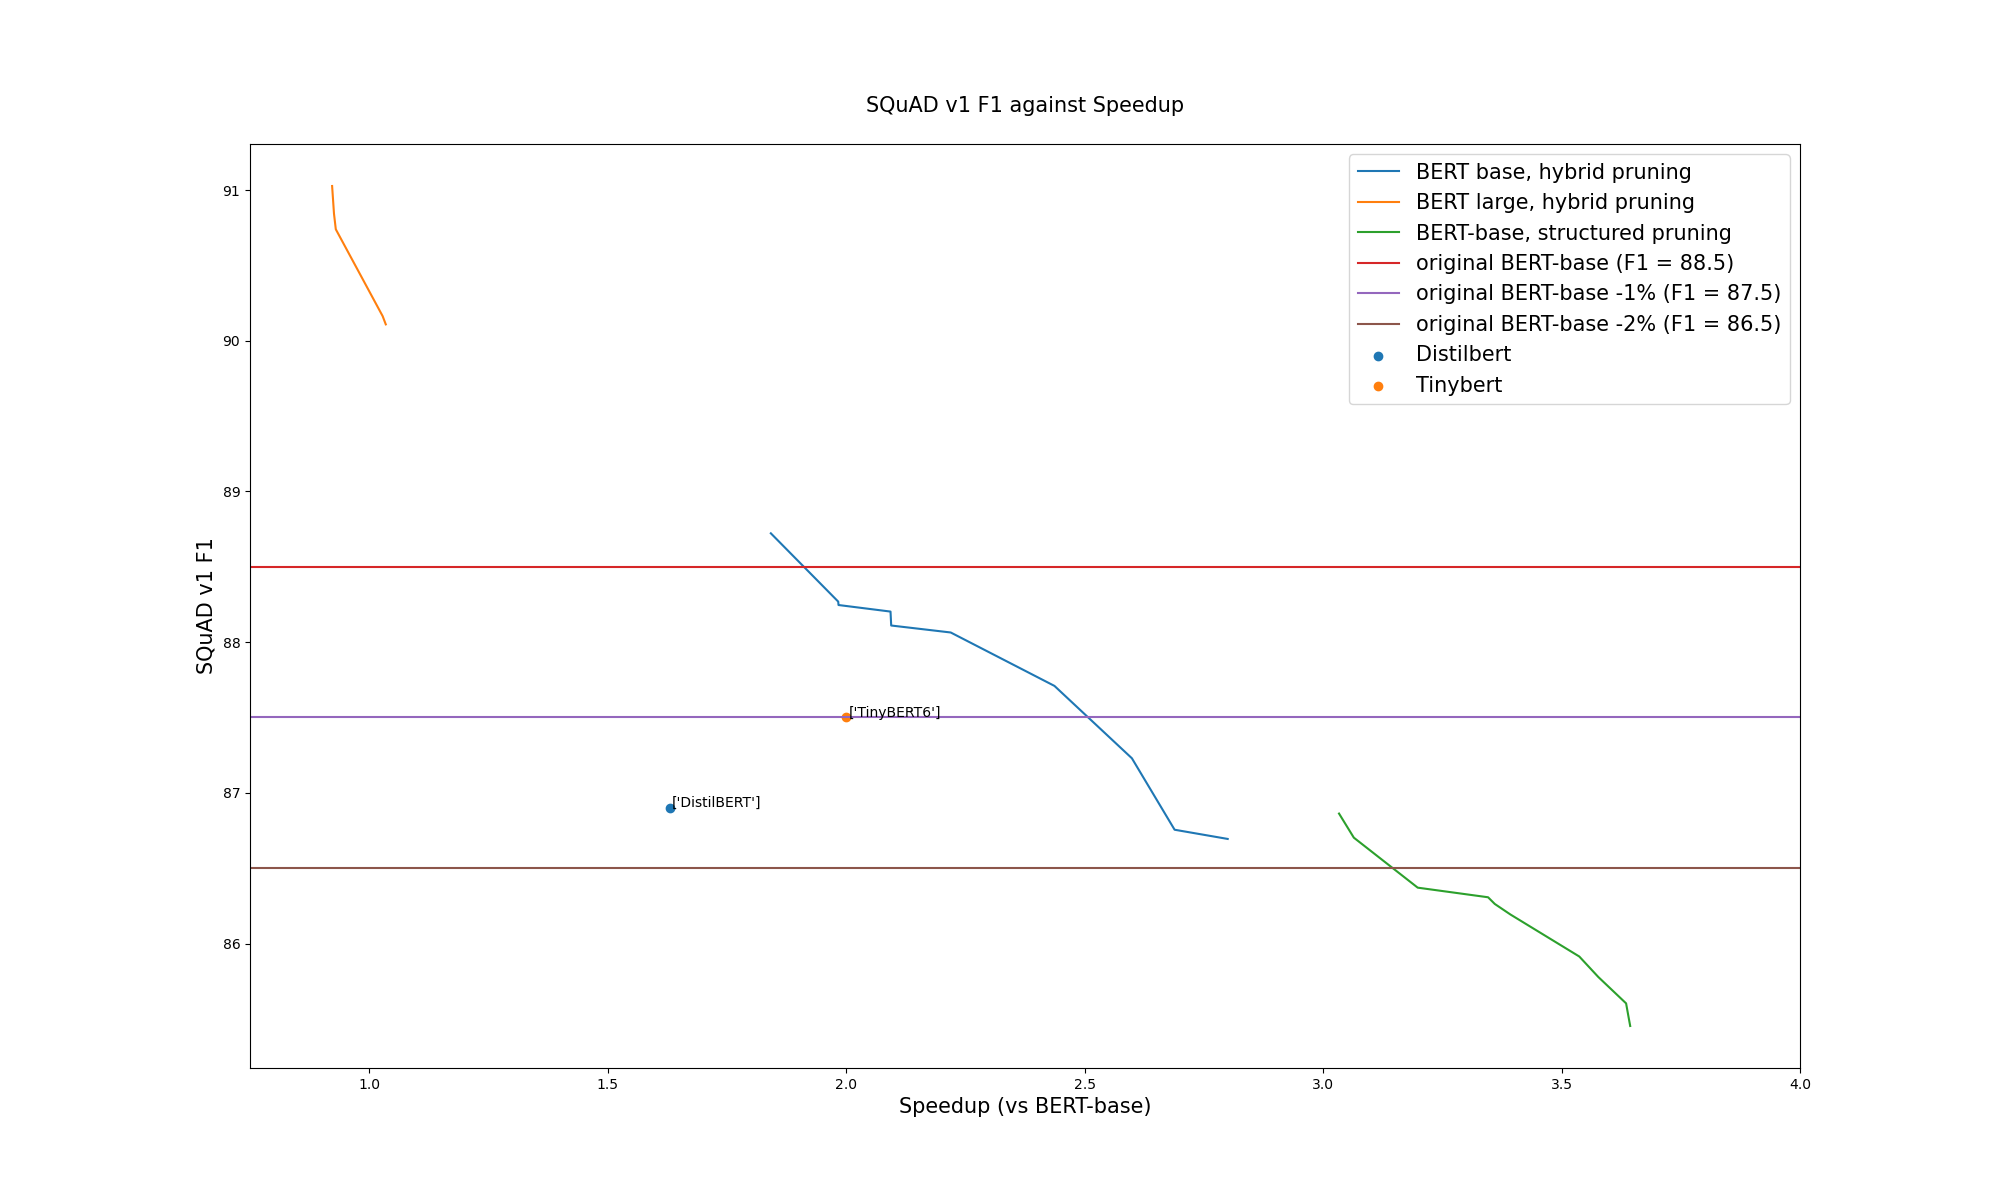 SQuAD v1 F1 against Speedup
BERT base, hybrid pruning
BERT large, hybrid pruning
BERT-base, structured pruning
original BERT-base (F1 = 88.5)
original BERT-base -1% (F1 = 87.5)
original BERT-base -2% (F1 = 86.5)
Distilbert
Tinybert
SQuAD v1 F1
91
90
89
88
87
86
['TinyBERT6']
['DistilBERT']
1.0 1.5 2.0 2.5 3.0 3.5 4.0
Speedup (vs BERT-base)